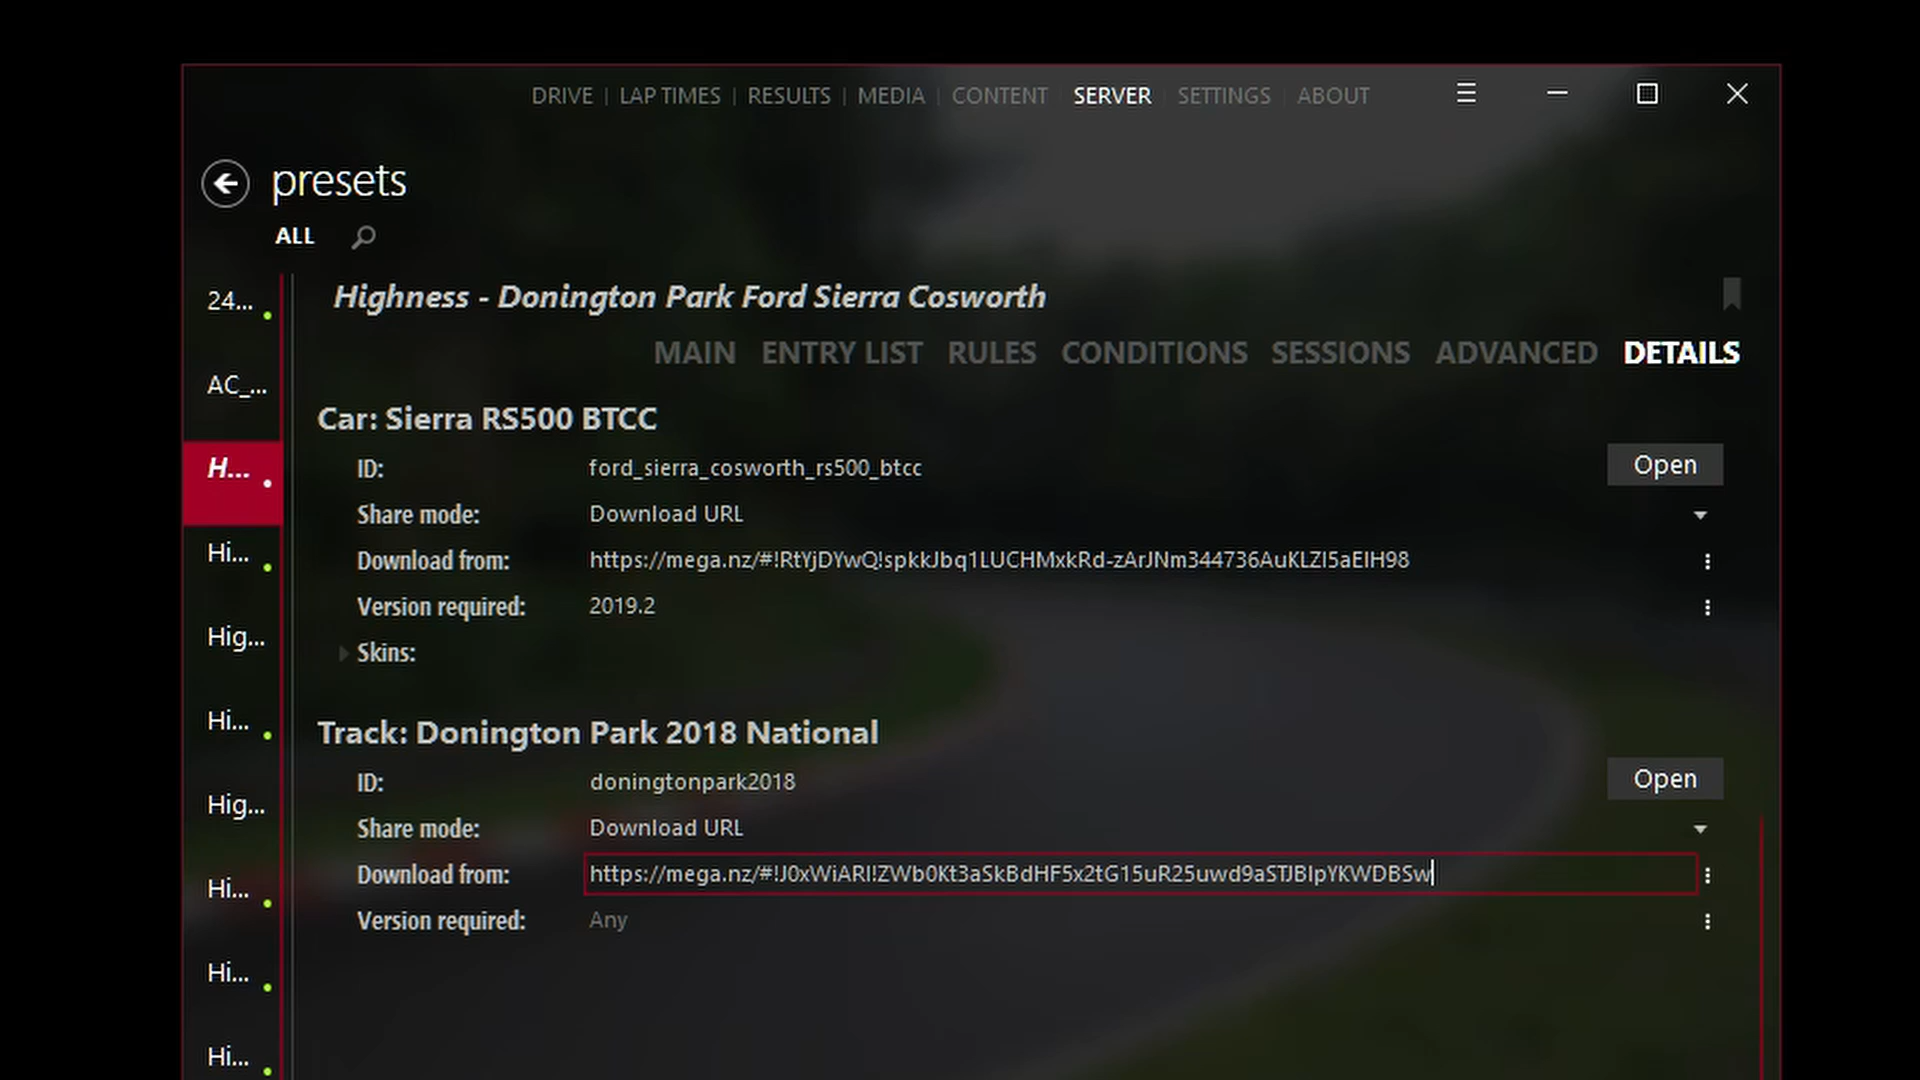 DRIVE | LAP TIMES | RESULTS | MEDIA | CONTENT | SERVER | SETTINGS | ABOUT
presets
ALL
24...
AC_...
H...
Hi...
Hig...
Hi...
Hig...
Hi...
Hi...
Hi...
Highness - Donington Park Ford Sierra Cosworth
MAIN ENTRY LIST RULES CONDITIONS SESSIONS ADVANCED DETAILS
Car: Sierra RS500 BTCC
ID: ford_sierra_cosworth_rs500_btcc Open
Share mode: Download URL
Download from: https://mega.nz/#!RtYjDYwQ!spkkJbq1LUCHMxkRd-zArJNm344736AuKLZI5aEIH98
Version required: 2019.2
Skins:
Track: Donington Park 2018 National
ID: doningtonpark2018 Open
Share mode: Download URL
Download from: https://mega.nz/#!J0xWiARI!ZWb0Kt3aSkBdHF5x2tG15uR25uwd9aSTJBIpYKWDBSw
Version required: Any